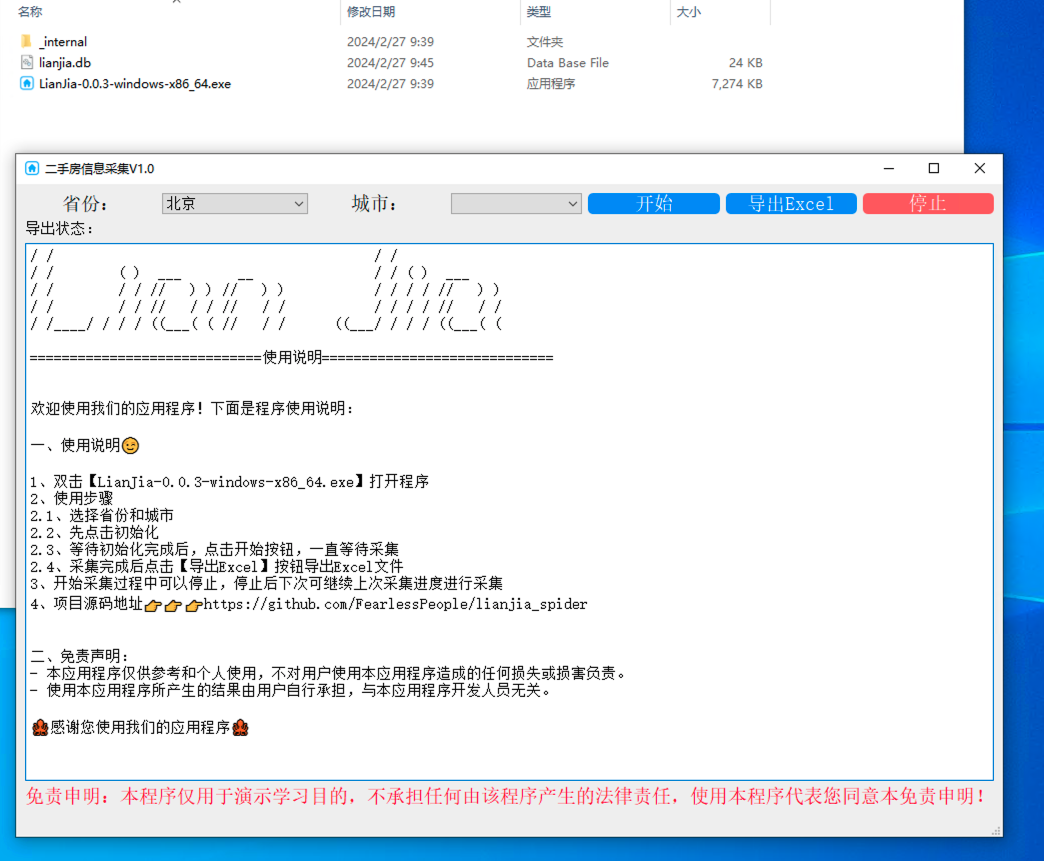 名称 修改日期 类型 大小
_internal 2024/2/27 9:39 文件夹
lianjia.db 2024/2/27 9:45 Data Base File 24 KB
LianJia-0.0.3-windows-x86_64.exe 2024/2/27 9:39 应用程序 7,274 KB
二手房信息采集V1.0
省份： 北京 城市： 开始 导出Excel 停止
导出状态：
Lian Jia
=============================使用说明=============================
欢迎使用我们的应用程序！下面是程序使用说明：
一、使用说明😉
1、双击【LianJia-0.0.3-windows-x86_64.exe】打开程序
2、使用步骤
2.1、选择省份和城市
2.2、先点击初始化
2.3、等待初始化完成后，点击开始按钮，一直等待采集
2.4、采集完成后点击【导出Excel】按钮导出Excel文件
3、开始采集过程中可以停止，停止后下次可继续上次采集进度进行采集
4、项目源码地址👉👉👉https://github.com/FearlessPeople/lianjia_spider
二、免责声明：
- 本应用程序仅供参考和个人使用，不对用户使用本应用程序造成的任何损失或损害负责。
- 使用本应用程序所产生的结果由用户自行承担，与本应用程序开发人员无关。
感谢您使用我们的应用程序
免责申明：本程序仅用于演示学习目的，不承担任何由该程序产生的法律责任，使用本程序代表您同意本免责申明！